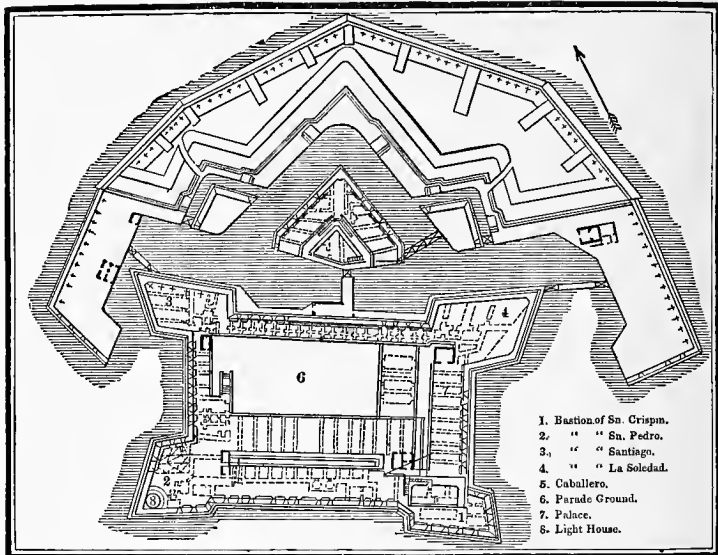 3
4
6
7
2
8
1
1. Bastion of Sn. Crispin.
2. " " Sn. Pedro.
3. " " Santiago.
4. " " La Soledad.
5. Caballero.
6. Parade Ground.
7. Palace.
8. Light House.